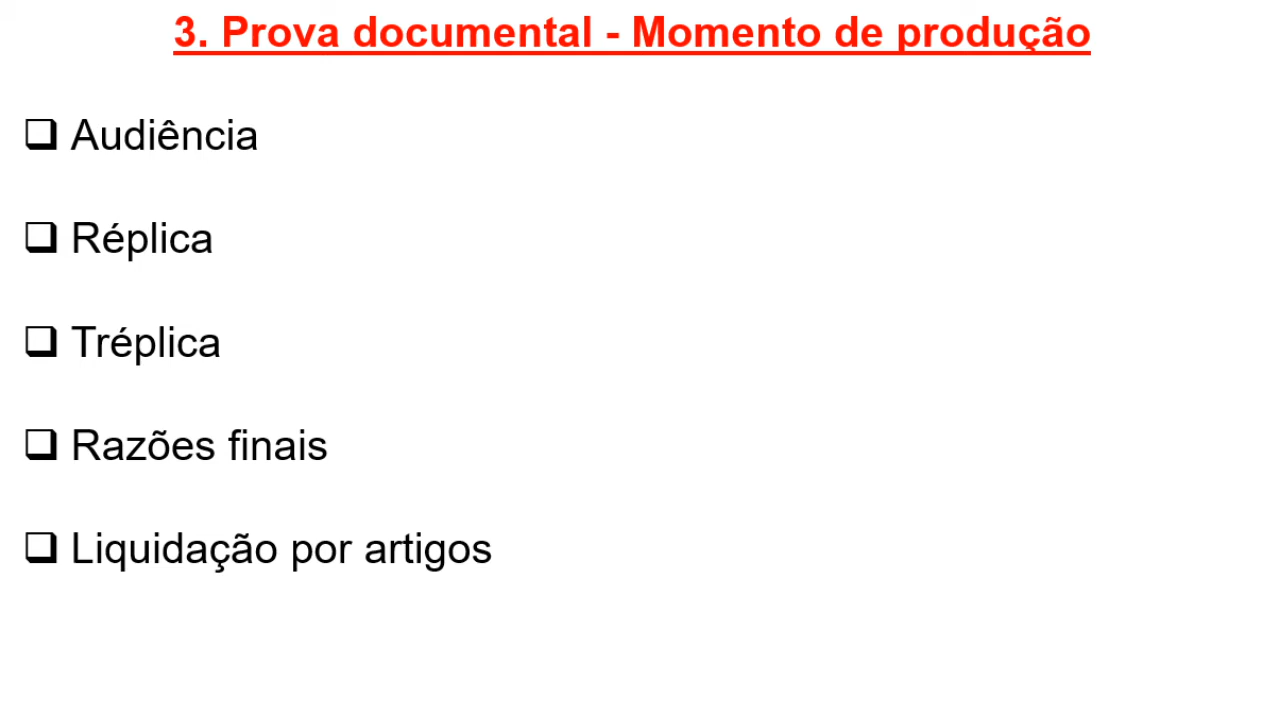 3. Prova documental - Momento de produção
❑ Audiência
❑ Réplica
❑ Tréplica
❑ Razões finais
❑ Liquidação por artigos